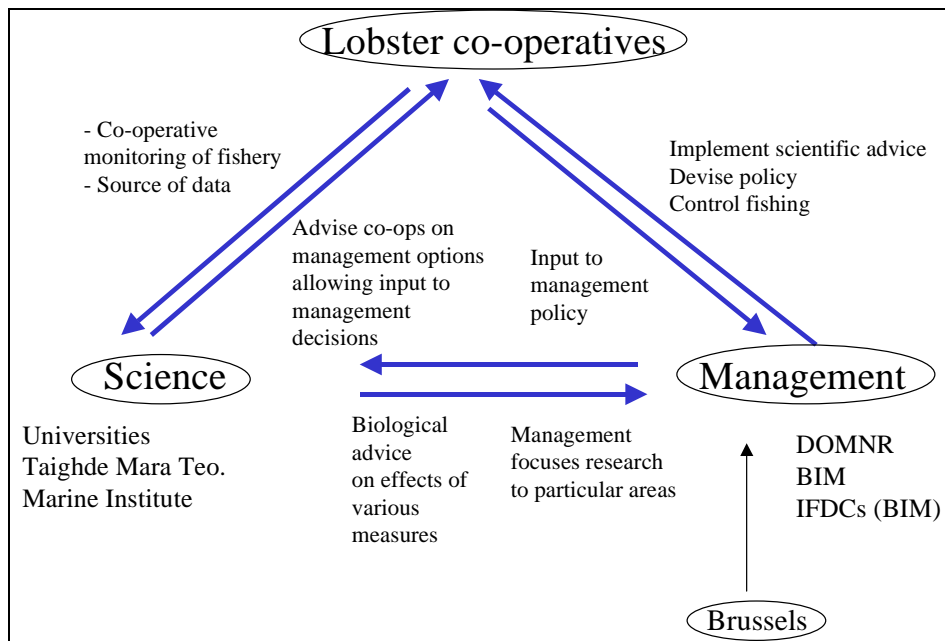 Lobster co-operatives
- Co-operative
monitoring of fishery
- Source of data
Implement scientific advice
Devise policy
Control fishing
Advise co-ops on
management options
allowing input to
management
decisions
Input to
management
policy
Science
Management
Universities
Taighde Mara Teo.
Marine Institute
Biological
advice
on effects of
various
measures
Management
focuses research
to particular areas
DOMNR
BIM
IFDCs (BIM)
Brussels